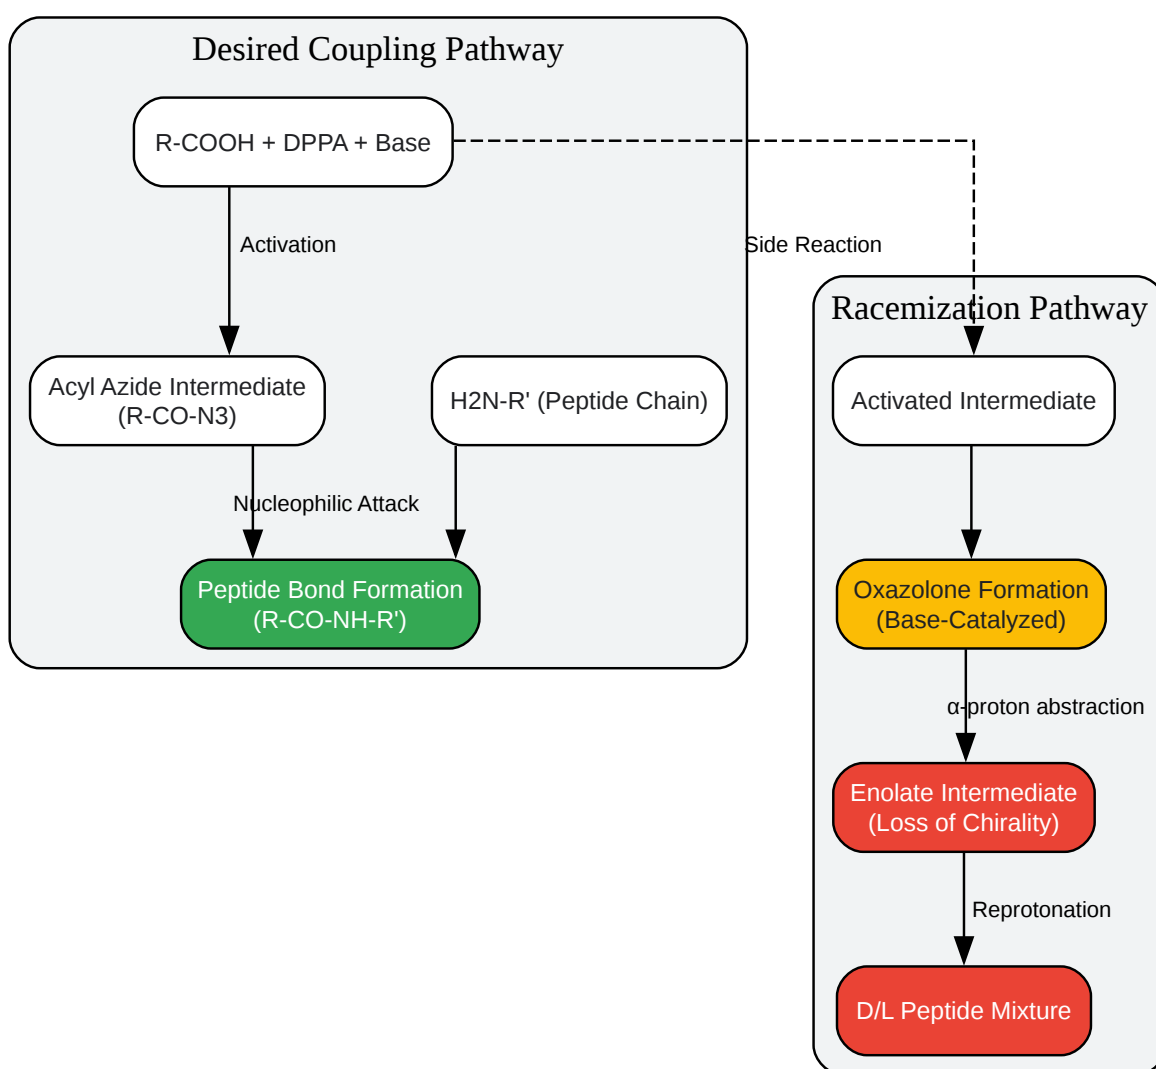 Desired Coupling Pathway
R-COOH + DPPA + Base
Activation
Side Reaction
Racemization Pathway
Acyl Azide Intermediate
(R-CO-N3)
H2N-R' (Peptide Chain)
Activated Intermediate
Nucleophilic Attack
Peptide Bond Formation
(R-CO-NH-R')
Oxazolone Formation
(Base-Catalyzed)
α-proton abstraction
Enolate Intermediate
(Loss of Chirality)
Reprotonation
D/L Peptide Mixture